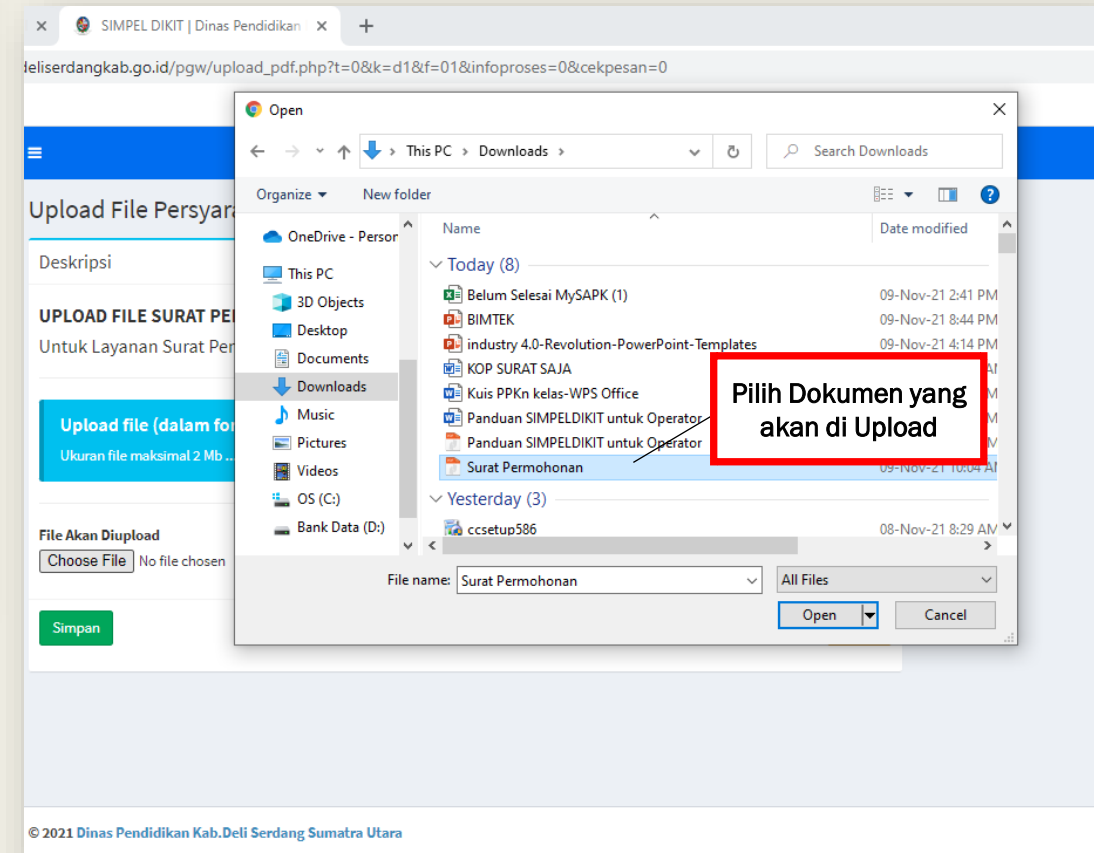 SIMPEL DIKIT | Dinas Pendidikan
deliserdangkab.go.id/pgw/upload_pdf.php?t=0&k=d1&f=01&infoproses=0&cekpesan=0
Open
This PC > Downloads >
Search Downloads
Organize
New folder
Upload File
OneDrive -
Name
Date modified
Deskripsi
This PC
Today (8)
3D Objects
Belum Selesai MySAPK (1)
09-Nov-21 2:41 PM
UPLOAD FILE SURAT
Desktop
BIMTEK
09-Nov-21 8:44 PM
Untuk Layanan Surat
Documents
industry 4.0-Revolution-PowerPoint-Templates
09-Nov-21 4:14 PM
Downloads
KOP SURAT SAJA
Kuis PPKn kelas-WPS Office
Pilih Dokumen yang
akan di Upload
Music
Panduan SIMPELDIKIT untuk Operator
Upload file (dalam
Pictures
Panduan SIMPELDIKIT untuk Operator
Ukuran file maksimal 2 Mb ..
Videos
Surat Permohonan
09-Nov-21 10:04
OS (C:)
Yesterday (3)
Bank Data (D:)
ccsetup586
08-Nov-21 8:29 AM
File Akan Diupload
Choose File No file chosen
File name: Surat Permohonan
All Files
Open
Cancel
Simpan
© 2021 Dinas Pendidikan Kab.Deli Serdang Sumatra Utara